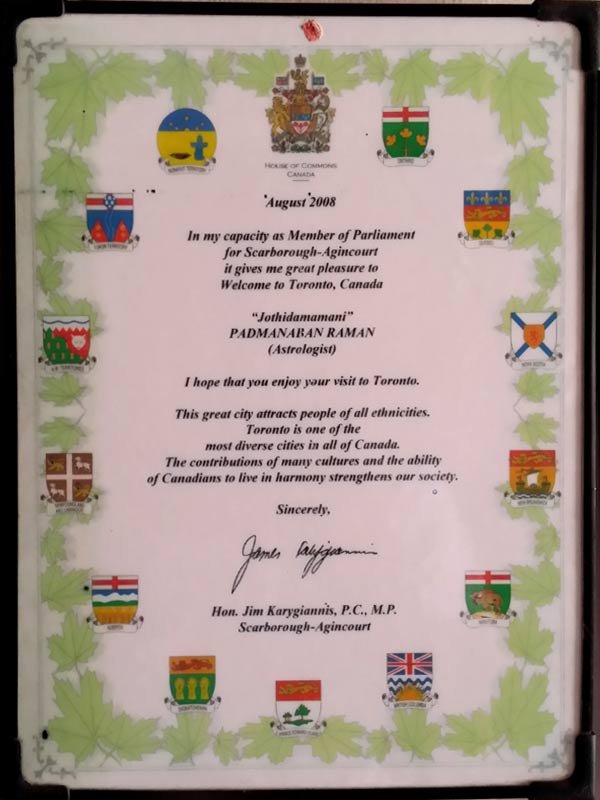 HOUSE OF COMMONS
CANADA
NUNAVUT TERRITORY
ONTARIO
August 2008
YUKON TERRITORY
QUEBEC
In my capacity as Member of Parliament
for Scarborough-Agincourt
it gives me great pleasure to
Welcome to Toronto, Canada
“Jothidamamani”
PADMANABAN RAMAN
(Astrologist)
N.W. TERRITORIES
NOVA SCOTIA
I hope that you enjoy your visit to Toronto.
This great city attracts people of all ethnicities.
Toronto is one of the
most diverse cities in all of Canada.
The contributions of many cultures and the ability
of Canadians to live in harmony strengthens our society.
NEWFOUNDLAND
AND LABRADOR
NEW BRUNSWICK
Sincerely,
James Karygiannis
Hon. Jim Karygiannis, P.C., M.P.
Scarborough-Agincourt
ALBERTA
MANITOBA
SASKATCHEWAN
PRINCE EDWARD ISLAND
BRITISH COLUMBIA